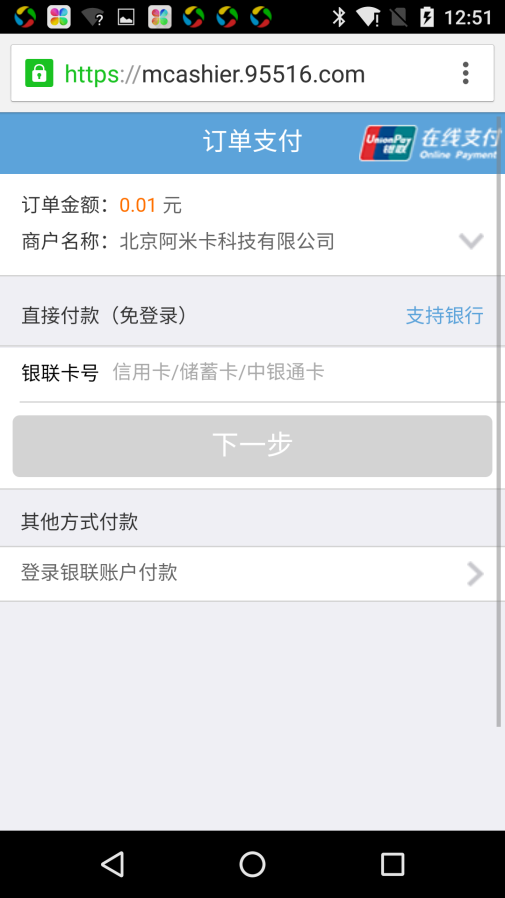 12:51
https://mcashier.95516.com
订单支付
UnionPay 银联 在线支付
Online Payment
订单金额：0.01 元
商户名称：北京阿米卡科技有限公司
直接付款（免登录） 支持银行
银联卡号 信用卡/储蓄卡/中银通卡
下一步
其他方式付款
登录银联账户付款